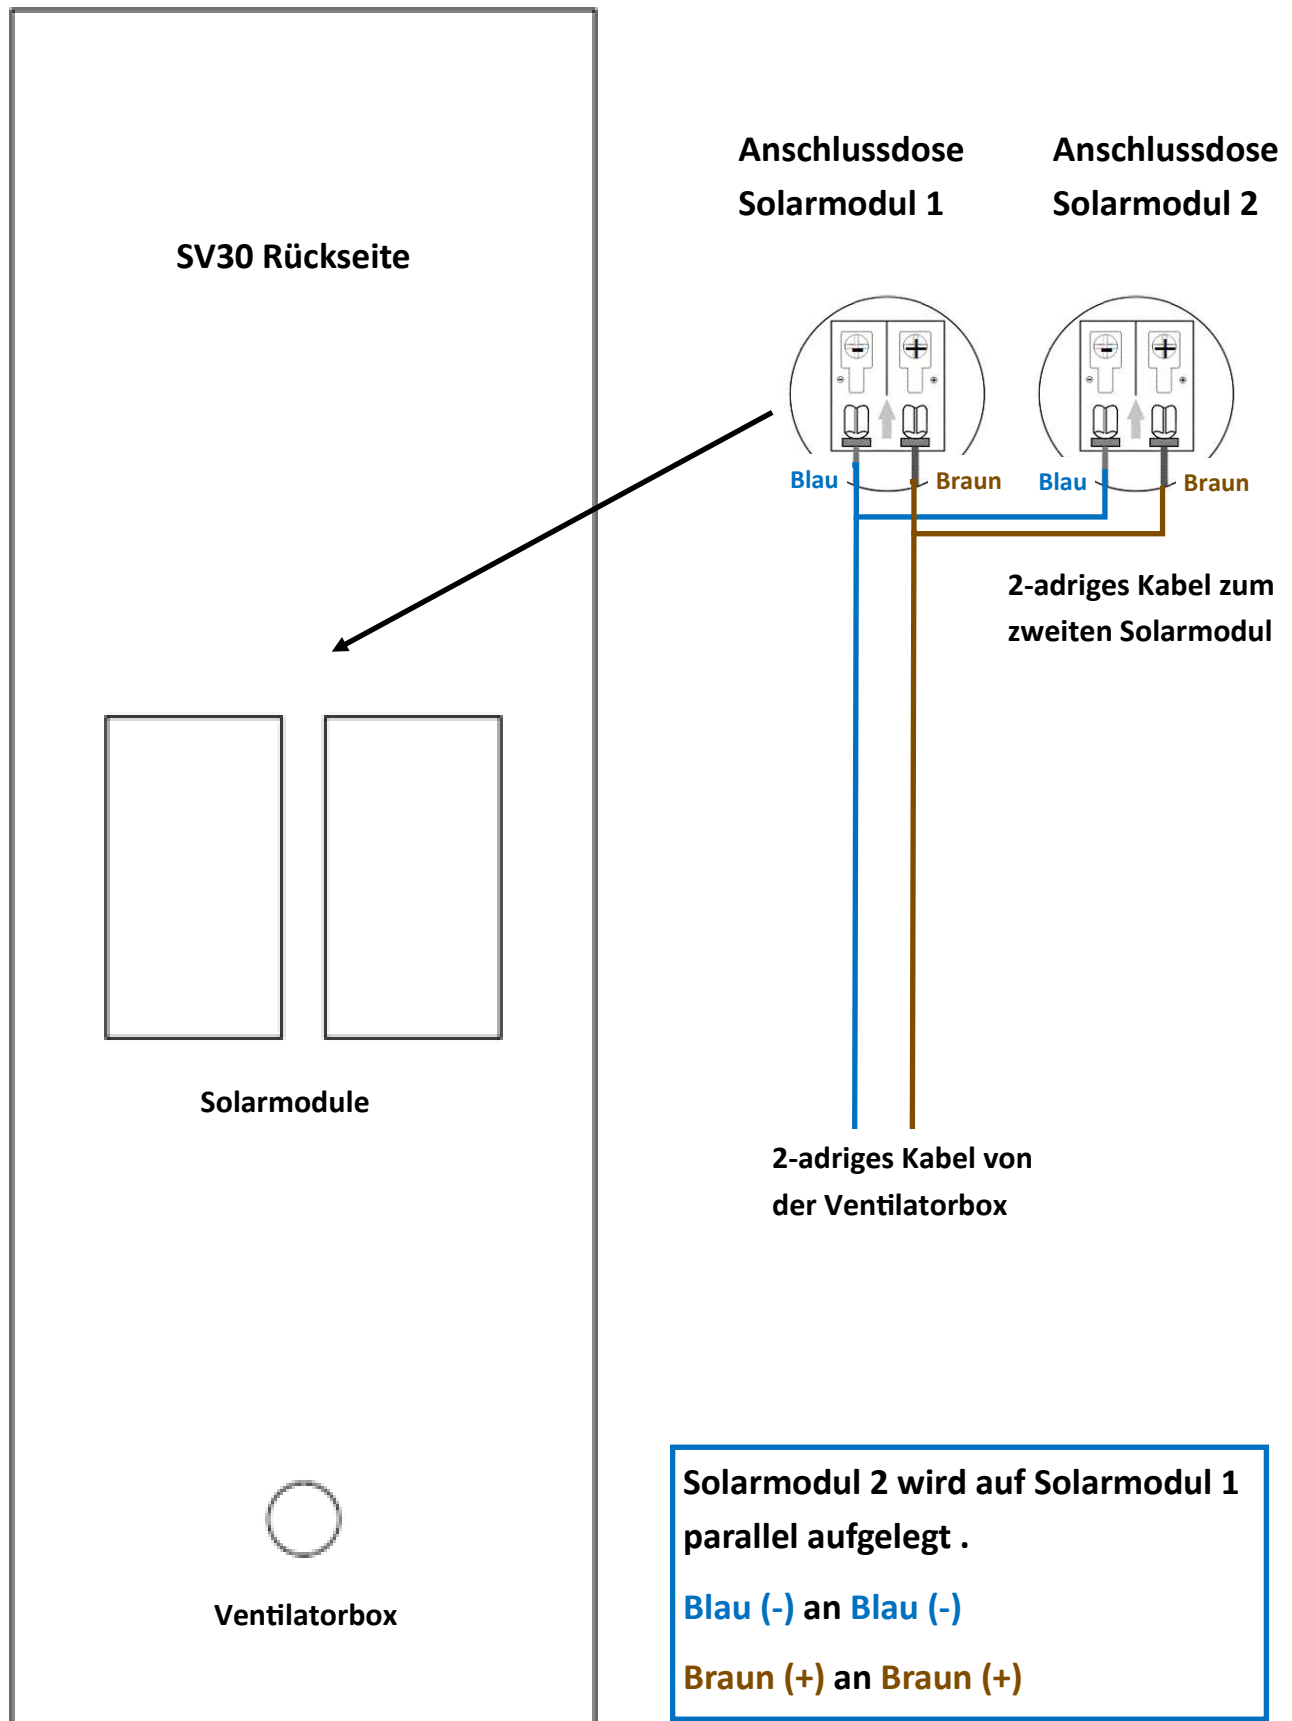 SV30 Rückseite
Anschlussdose
Solarmodul 1
Anschlussdose
Solarmodul 2
- +
- +
Blau Braun
Blau Braun
2-adriges Kabel zum
zweiten Solarmodul
Solarmodule
2-adriges Kabel von
der Ventilatorbox
Ventilatorbox
Solarmodul 2 wird auf Solarmodul 1
parallel aufgelegt .
Blau (-) an Blau (-)
Braun (+) an Braun (+)